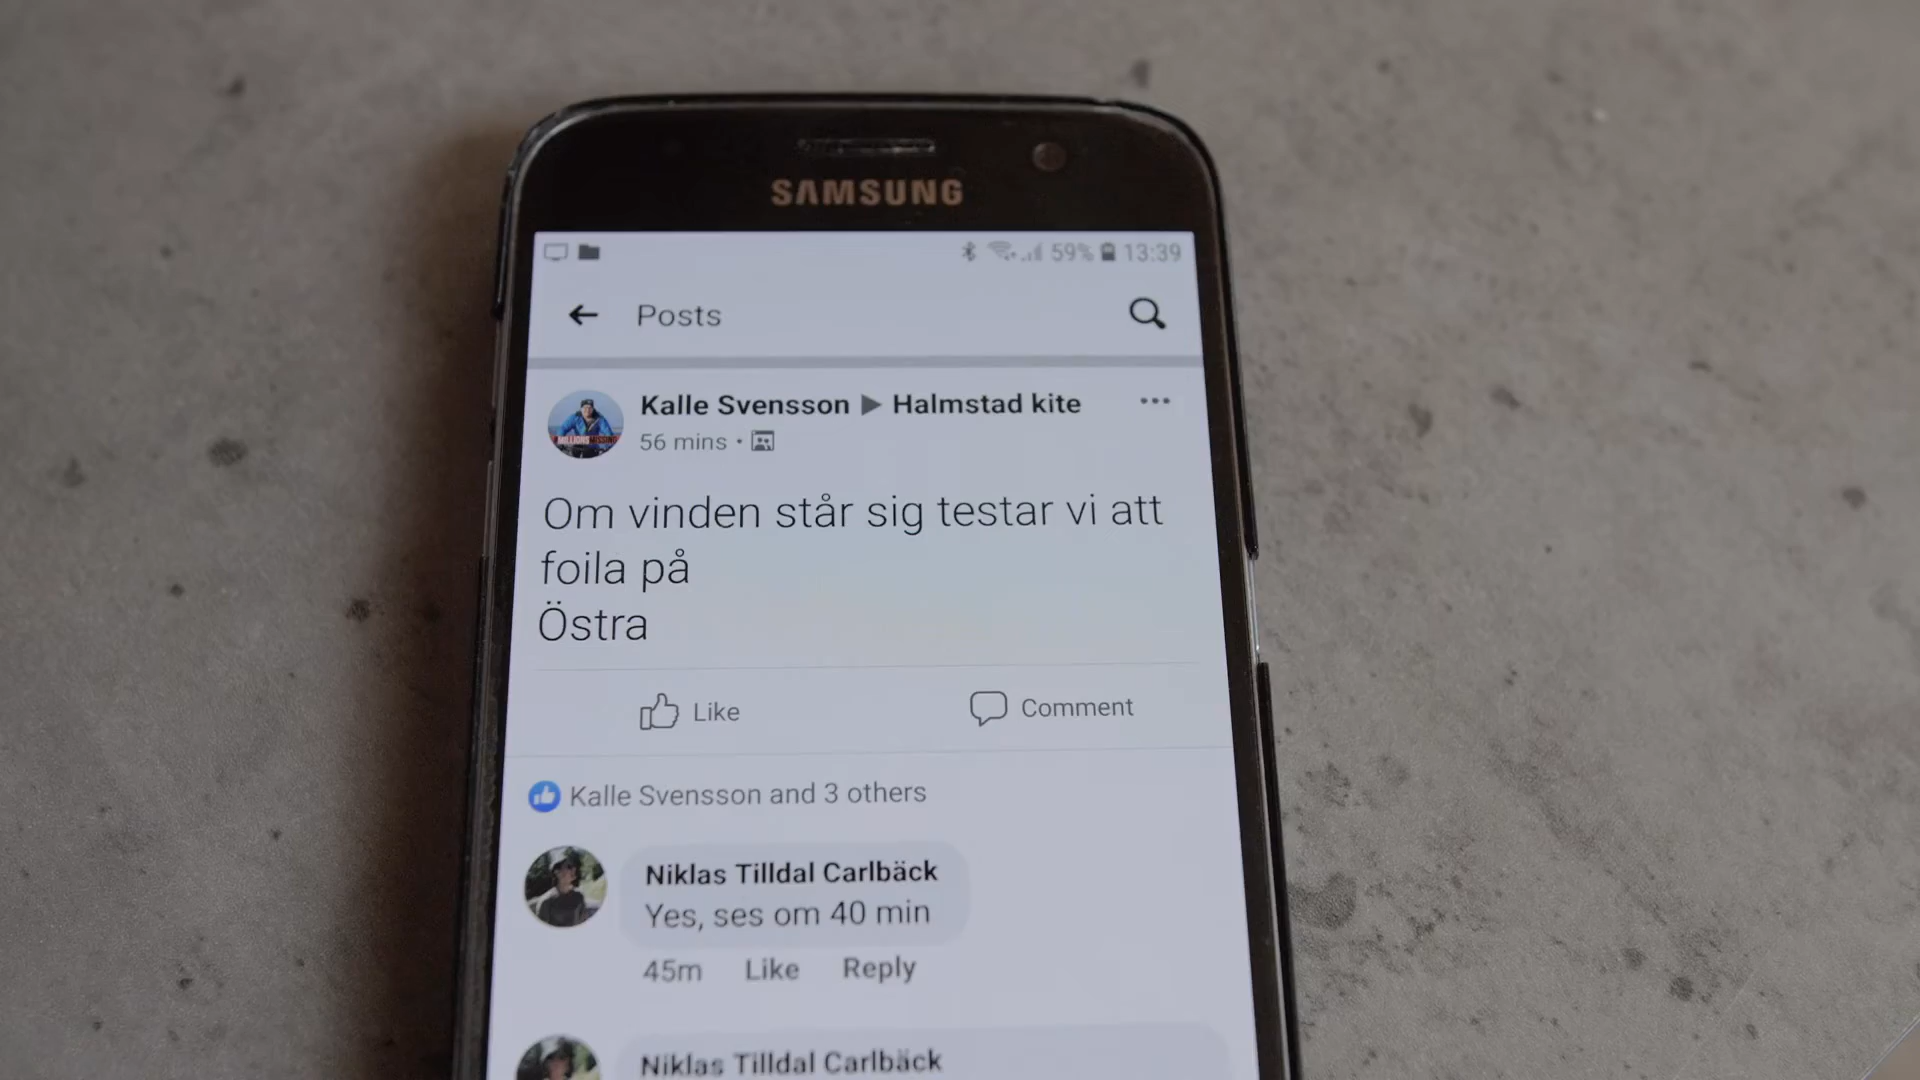 SAMSUNG
59% 13:39
Posts
Kalle Svensson ▶ Halmstad kite
56 mins ·
Om vinden står sig testar vi att
foila på
Östra
Like Comment
Kalle Svensson and 3 others
Niklas Tilldal Carlbäck
Yes, ses om 40 min
45m Like Reply
Niklas Tilldal Carlbäck